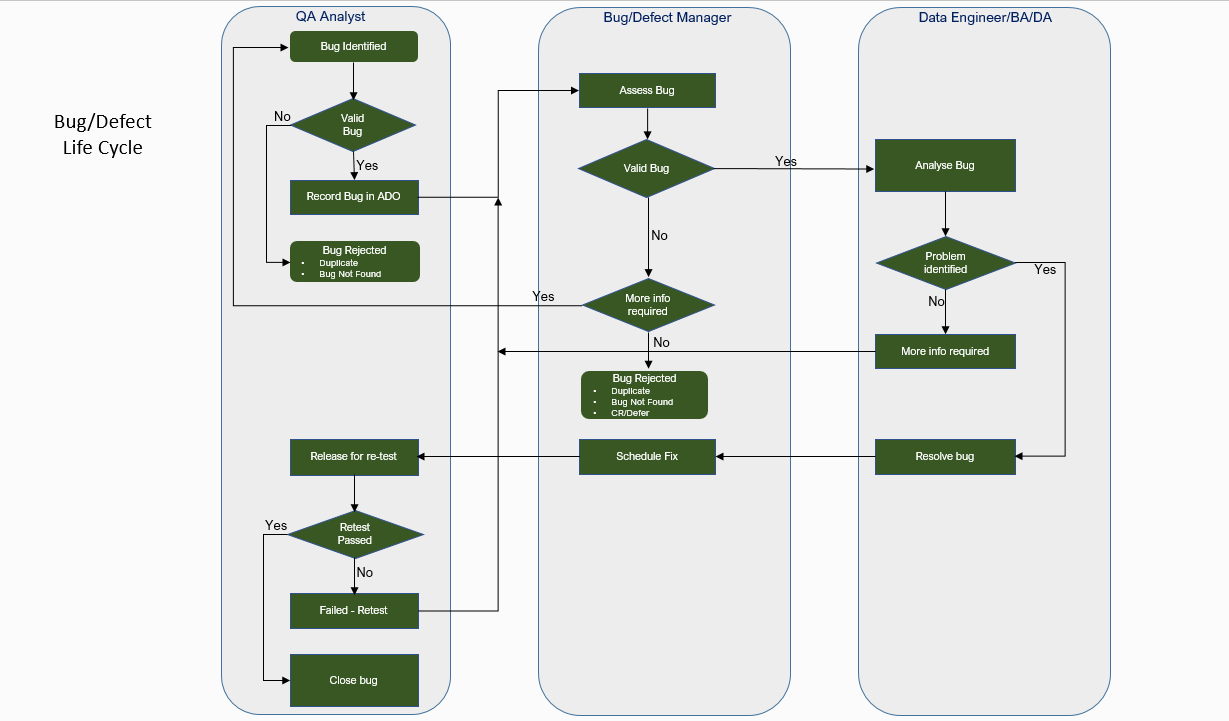 QA Analyst
Bug Identified
No
Valid
Bug
Yes
Record Bug in ADO
Bug Rejected
• Duplicate
• Bug Not Found
Bug/Defect
Life Cycle
Release for re-test
Yes
Retest
Passed
No
Failed - Retest
Close bug
Bug/Defect Manager
Assess Bug
Valid Bug
Yes
No
Yes
More info
required
No
Bug Rejected
• Duplicate
• Bug Not Found
• CR/Defer
Schedule Fix
Data Engineer/BA/DA
Analyse Bug
Problem
identified
Yes
No
More info required
Resolve bug